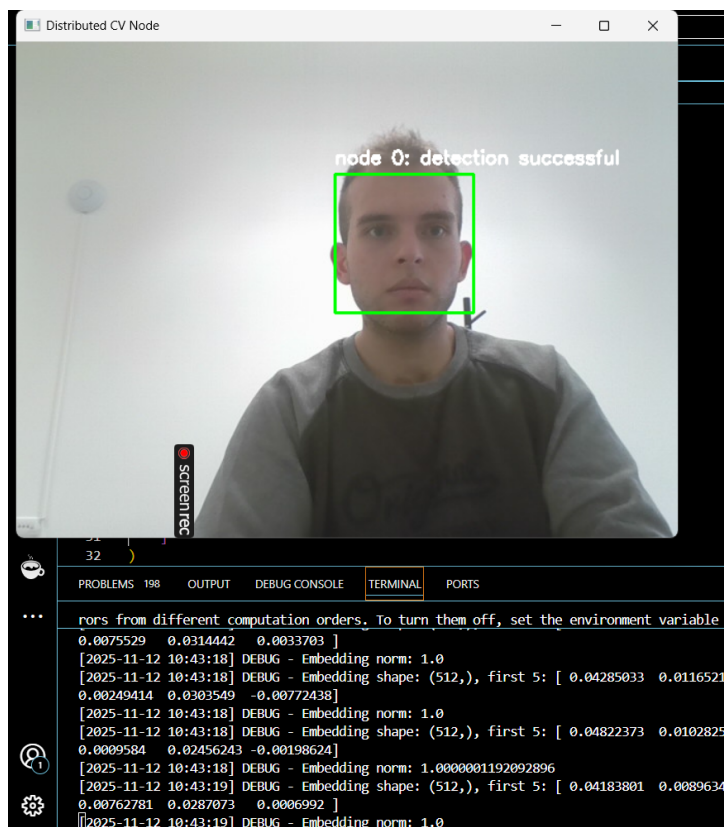 Distributed CV Node
node 0: detection successful
screenrec
31
32 )
PROBLEMS 198 OUTPUT DEBUG CONSOLE TERMINAL PORTS
rors from different computation orders. To turn them off, set the environment variable
0.0075529 0.0314442 0.0033703 ]
[2025-11-12 10:43:18] DEBUG - Embedding norm: 1.0
[2025-11-12 10:43:18] DEBUG - Embedding shape: (512,), first 5: [ 0.04285033 0.0116521
0.00249414 0.0303549 -0.00772438]
[2025-11-12 10:43:18] DEBUG - Embedding norm: 1.0
[2025-11-12 10:43:18] DEBUG - Embedding shape: (512,), first 5: [ 0.04822373 0.0102825
0.0009584 0.02456243 -0.00198624]
[2025-11-12 10:43:18] DEBUG - Embedding norm: 1.0000001192092896
[2025-11-12 10:43:19] DEBUG - Embedding shape: (512,), first 5: [ 0.04183801 0.0089634
0.00762781 0.0287073 0.0006992 ]
[2025-11-12 10:43:19] DEBUG - Embedding norm: 1.0
1